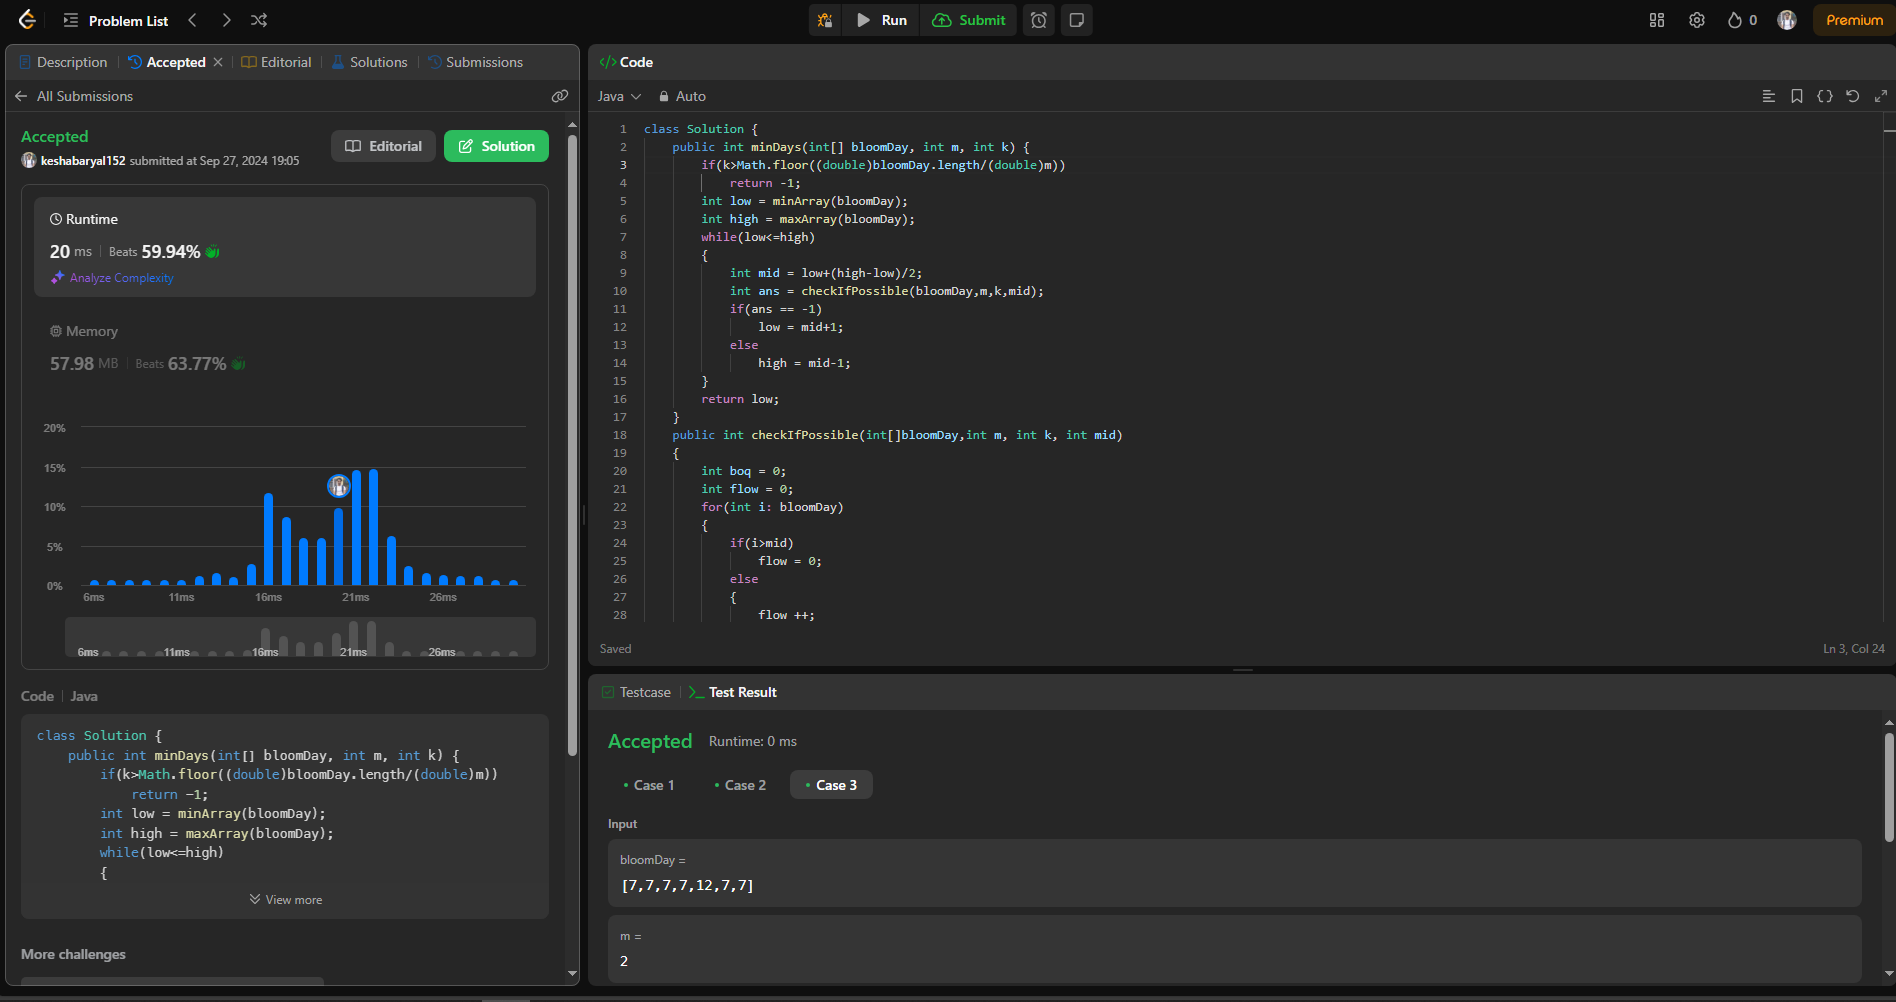 Problem List
Run
Submit
0
Premium
Description
Accepted
Editorial
Solutions
Submissions
All Submissions
Accepted
keshabaryal152 submitted at Sep 27, 2024 19:05
Editorial
Solution
Runtime
20 ms
Beats 59.94%
Analyze Complexity
Memory
57.98 MB
Beats 63.77%
20%
15%
10%
5%
0%
6ms 11ms 16ms 21ms 26ms
6ms 11ms 16ms 21ms 26ms
Code
Java
class Solution {
public int minDays(int[] bloomDay, int m, int k) {
if(k>Math.floor((double)bloomDay.length/(double)m))
return -1;
int low = minArray(bloomDay);
int high = maxArray(bloomDay);
while(low<=high)
{
View more
More challenges
Code
Java
Auto
1 class Solution {
2 public int minDays(int[] bloomDay, int m, int k) {
3 if(k>Math.floor((double)bloomDay.length/(double)m))
4 return -1;
5 int low = minArray(bloomDay);
6 int high = maxArray(bloomDay);
7 while(low<=high)
8 {
9 int mid = low+(high-low)/2;
10 int ans = checkIfPossible(bloomDay,m,k,mid);
11 if(ans == -1)
12 low = mid+1;
13 else
14 high = mid-1;
15 }
16 return low;
17 }
18 public int checkIfPossible(int[]bloomDay,int m, int k, int mid)
19 {
20 int boq = 0;
21 int flow = 0;
22 for(int i: bloomDay)
23 {
24 if(i>mid)
25 flow = 0;
26 else
27 {
28 flow ++;
Saved
Ln 3, Col 24
Testcase
Test Result
Accepted
Runtime: 0 ms
Case 1
Case 2
Case 3
Input
bloomDay =
[7,7,7,7,12,7,7]
m =
2